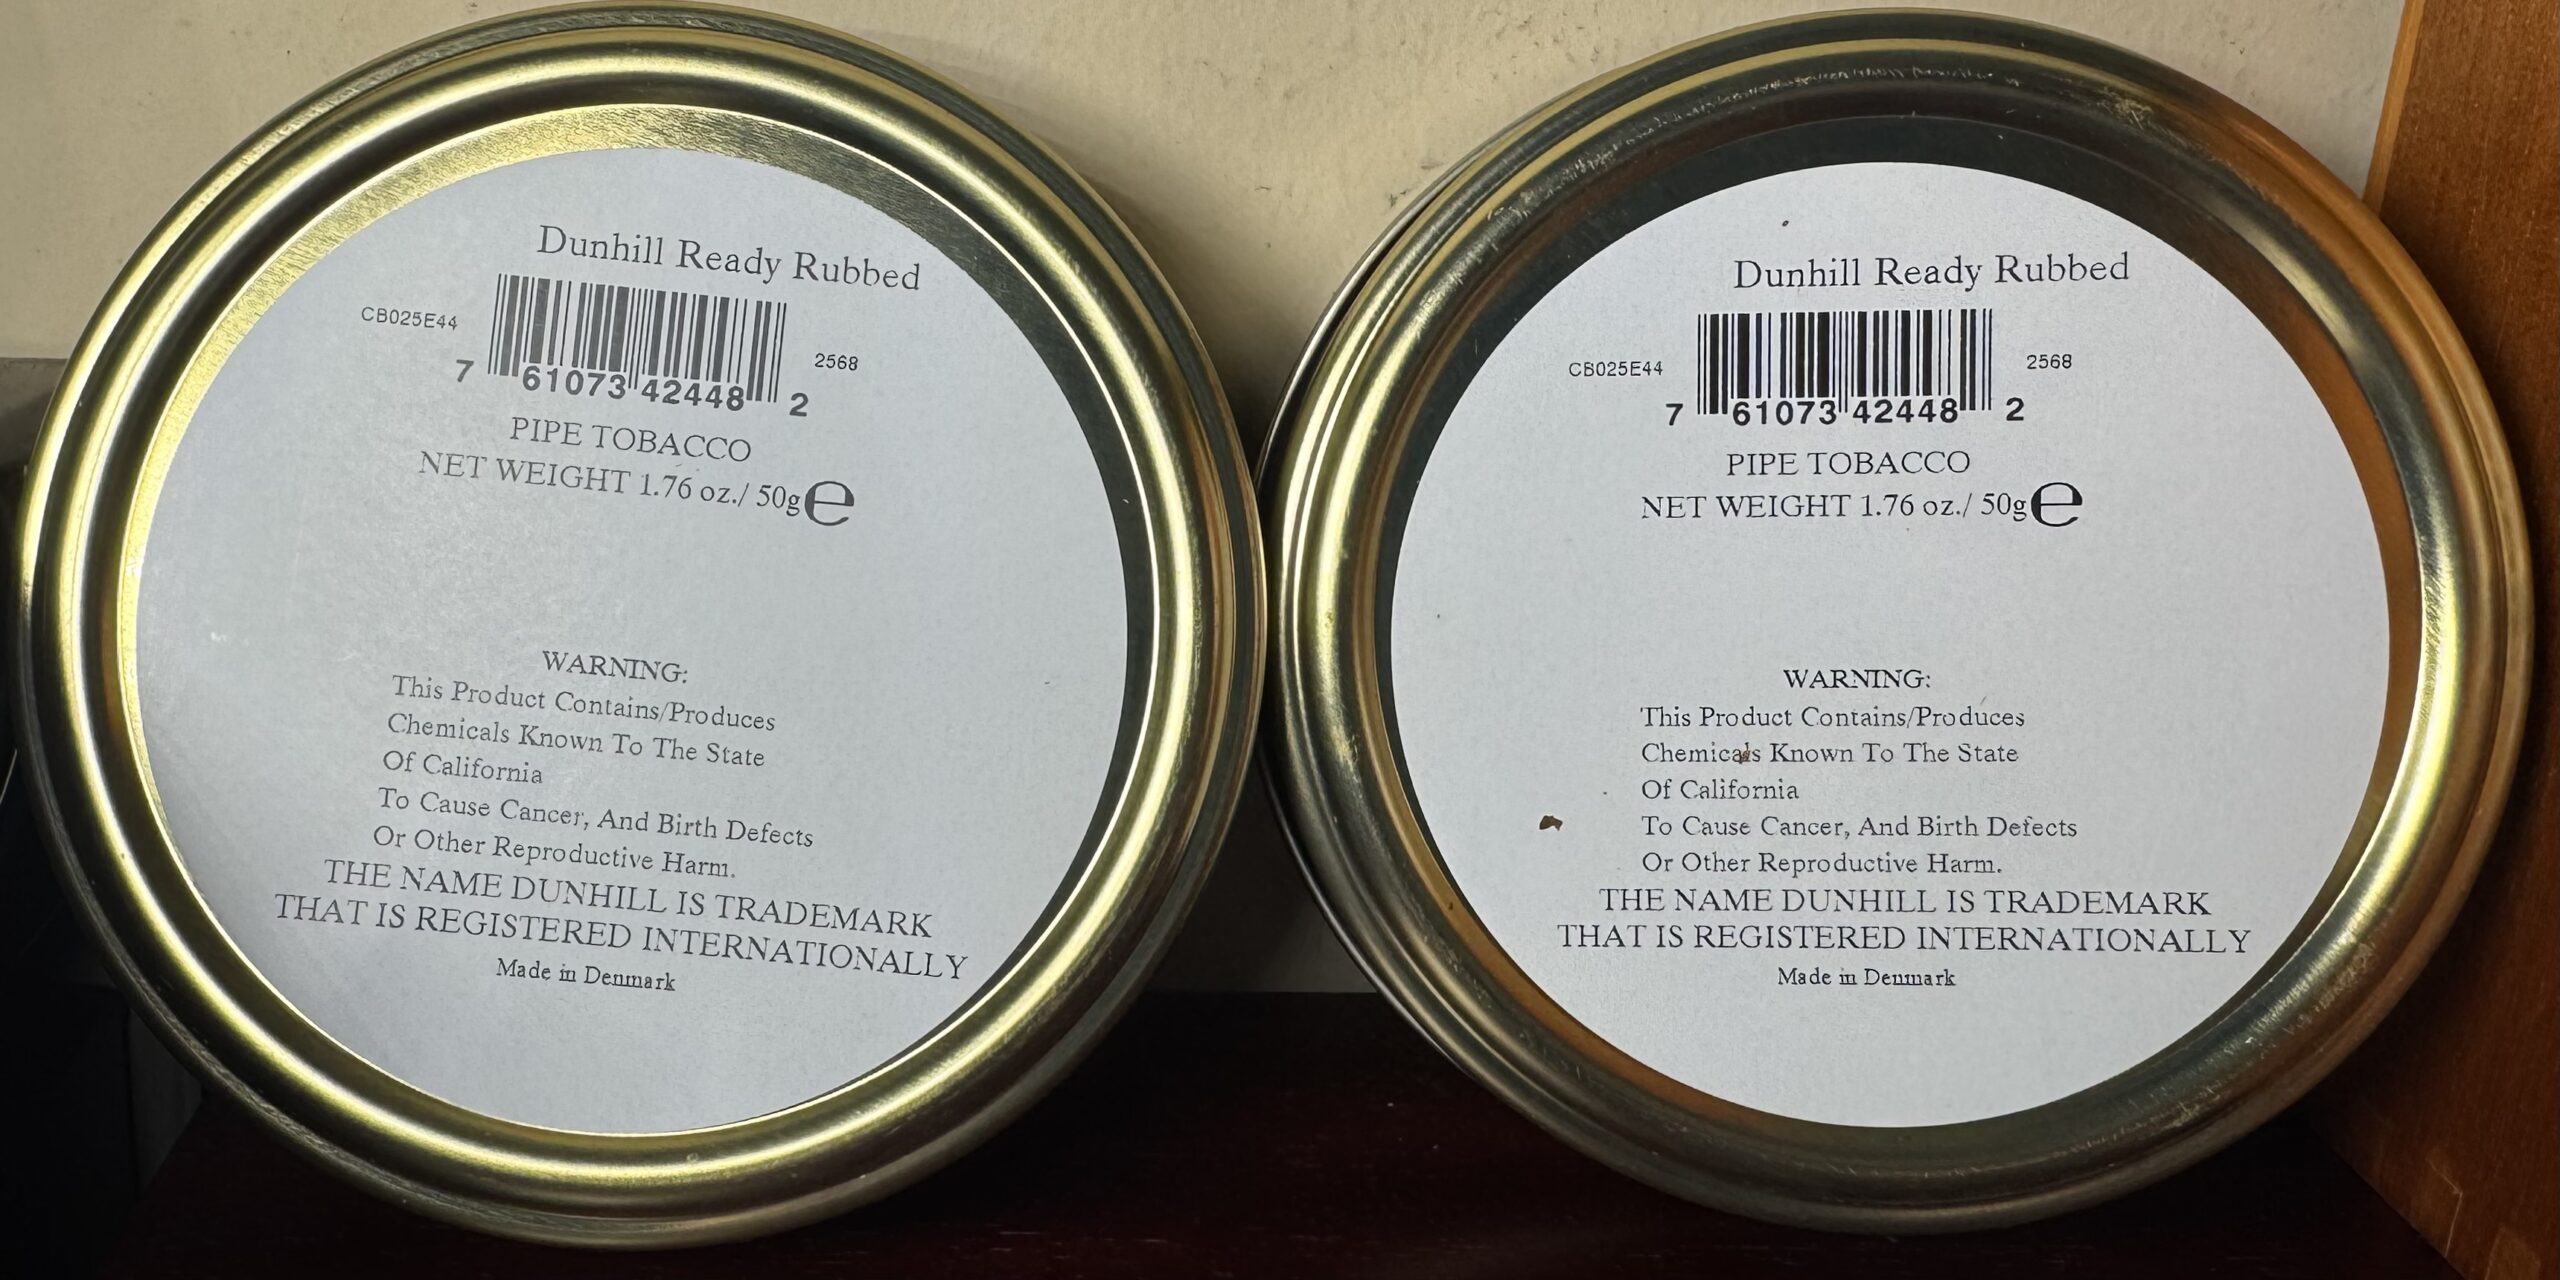 Dunhill Ready Rubbed
CB025E44
2568
7 61073 42448 2
PIPE TOBACCO
NET WEIGHT 1.76 oz./ 50g e
WARNING:
This Product Contains/Produces
Chemicals Known To The State
Of California
To Cause Cancer, And Birth Defects
Or Other Reproductive Harm.
THE NAME DUNHILL IS TRADEMARK
THAT IS REGISTERED INTERNATIONALLY
Made in Denmark
Dunhill Ready Rubbed
CB025E44
2568
7 61073 42448 2
PIPE TOBACCO
NET WEIGHT 1.76 oz./ 50g e
WARNING:
This Product Contains/Produces
Chemicals Known To The State
Of California
To Cause Cancer, And Birth Defects
Or Other Reproductive Harm.
THE NAME DUNHILL IS TRADEMARK
THAT IS REGISTERED INTERNATIONALLY
Made in Denmark